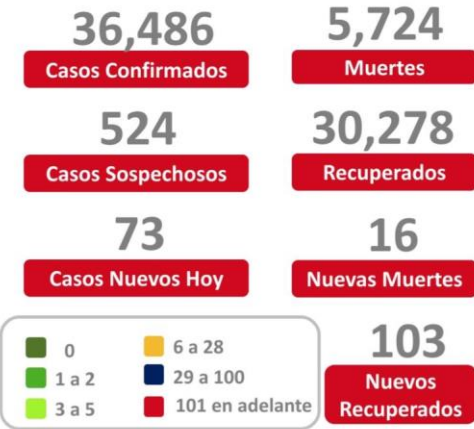 36,486
Casos Confirmados
5,724
Muertes
524
Casos Sospechosos
30,278
Recuperados
73
Casos Nuevos Hoy
16
Nuevas Muertes
0
1 a 2
3 a 5
6 a 28
29 a 100
101 en adelante
103
Nuevos
Recuperados